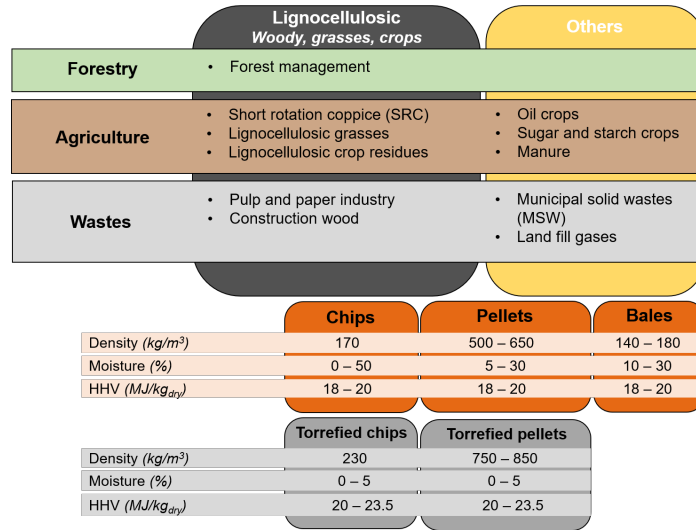 Lignocellulosic
Woody, grasses, crops
Others
Forestry
• Forest management
Agriculture
• Short rotation coppice (SRC)
• Lignocellulosic grasses
• Lignocellulosic crop residues
• Oil crops
• Sugar and starch crops
• Manure
Wastes
• Pulp and paper industry
• Construction wood
• Municipal solid wastes
(MSW)
• Land fill gases
Chips Pellets Bales
Density (kg/m³) 170 500 – 650 140 – 180
Moisture (%) 0 – 50 5 – 30 10 – 30
HHV (MJ/kgdry) 18 – 20 18 – 20 18 – 20
Torrefied chips Torrefied pellets
Density (kg/m³) 230 750 – 850
Moisture (%) 0 – 5 0 – 5
HHV (MJ/kgdry) 20 – 23.5 20 – 23.5